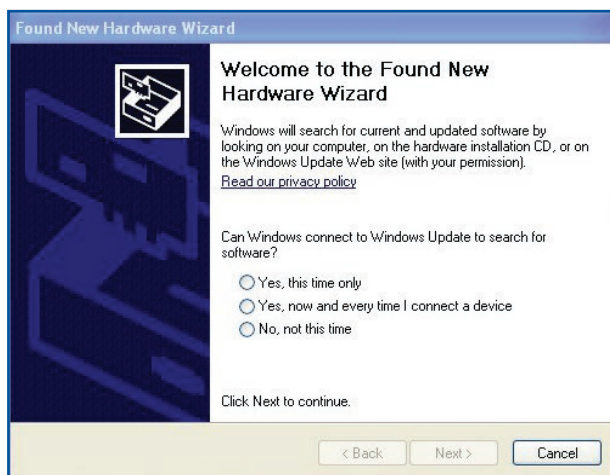 Found New Hardware Wizard
Welcome to the Found New
Hardware Wizard
Windows will search for current and updated software by
looking on your computer, on the hardware installation CD, or on
the Windows Update Web site (with your permission).
Read our privacy policy
Can Windows connect to Windows Update to search for
software?
Yes, this time only
Yes, now and every time I connect a device
No, not this time
Click Next to continue.
< Back
Next >
Cancel